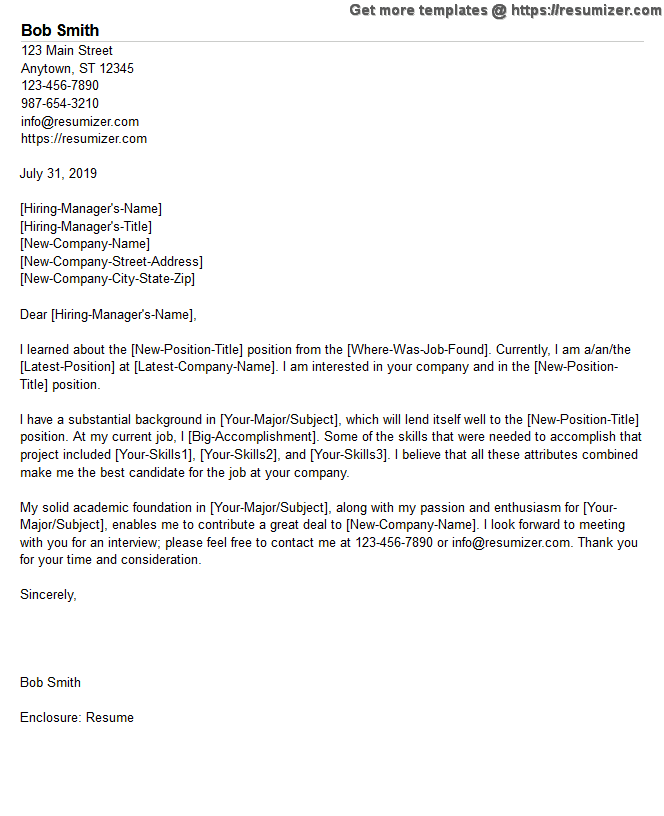 Get more templates @ https://resumizer.com
Bob Smith
123 Main Street
Anytown, ST 12345
123-456-7890
987-654-3210
info@resumizer.com
https://resumizer.com
July 31, 2019
[Hiring-Manager's-Name]
[Hiring-Manager's-Title]
[New-Company-Name]
[New-Company-Street-Address]
[New-Company-City-State-Zip]
Dear [Hiring-Manager's-Name],
I learned about the [New-Position-Title] position from the [Where-Was-Job-Found]. Currently, I am a/an/the
[Latest-Position] at [Latest-Company-Name]. I am interested in your company and in the [New-Position-
Title] position.
I have a substantial background in [Your-Major/Subject], which will lend itself well to the [New-Position-Title]
position. At my current job, I [Big-Accomplishment]. Some of the skills that were needed to accomplish that
project included [Your-Skills1], [Your-Skills2], and [Your-Skills3]. I believe that all these attributes combined
make me the best candidate for the job at your company.
My solid academic foundation in [Your-Major/Subject], along with my passion and enthusiasm for [Your-
Major/Subject], enables me to contribute a great deal to [New-Company-Name]. I look forward to meeting
with you for an interview; please feel free to contact me at 123-456-7890 or info@resumizer.com. Thank you
for your time and consideration.
Sincerely,
Bob Smith
Enclosure: Resume